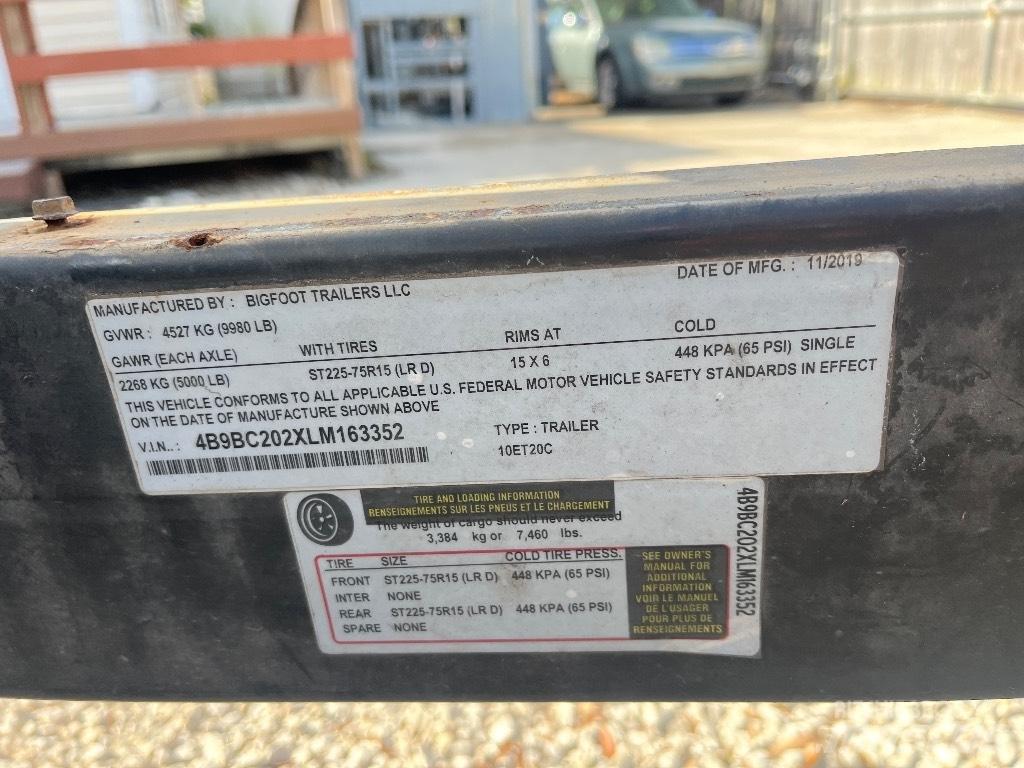 MANUFACTURED BY : BIGFOOT TRAILERS LLC DATE OF MFG. : 11/2019
GVWR : 4527 KG (9980 LB)
GAWR (EACH AXLE) WITH TIRES RIMS AT COLD
2268 KG (5000 LB) ST225-75R15 (LR D) 15 X 6 448 KPA (65 PSI) SINGLE
THIS VEHICLE CONFORMS TO ALL APPLICABLE U.S. FEDERAL MOTOR VEHICLE SAFETY STANDARDS IN EFFECT
ON THE DATE OF MANUFACTURE SHOWN ABOVE
V.I.N.. : 4B9BC202XLM163352 TYPE : TRAILER
10ET20C
TIRE AND LOADING INFORMATION
RENSEIGNEMENTS SUR LES PNEUS ET LE CHARGEMENT
The weight of cargo should never exceed
3,384 kg or 7,460 lbs.
TIRE SIZE COLD TIRE PRESS.
FRONT ST225-75R15 (LR D) 448 KPA (65 PSI)
INTER NONE
REAR ST225-75R15 (LR D) 448 KPA (65 PSI)
SPARE NONE
SEE OWNER'S
MANUAL FOR
ADDITIONAL
INFORMATION
VOIR LE MANUEL
DE L'USAGER
POUR PLUS DE
RENSEIGNEMENTS
4B9BC202XLM163352